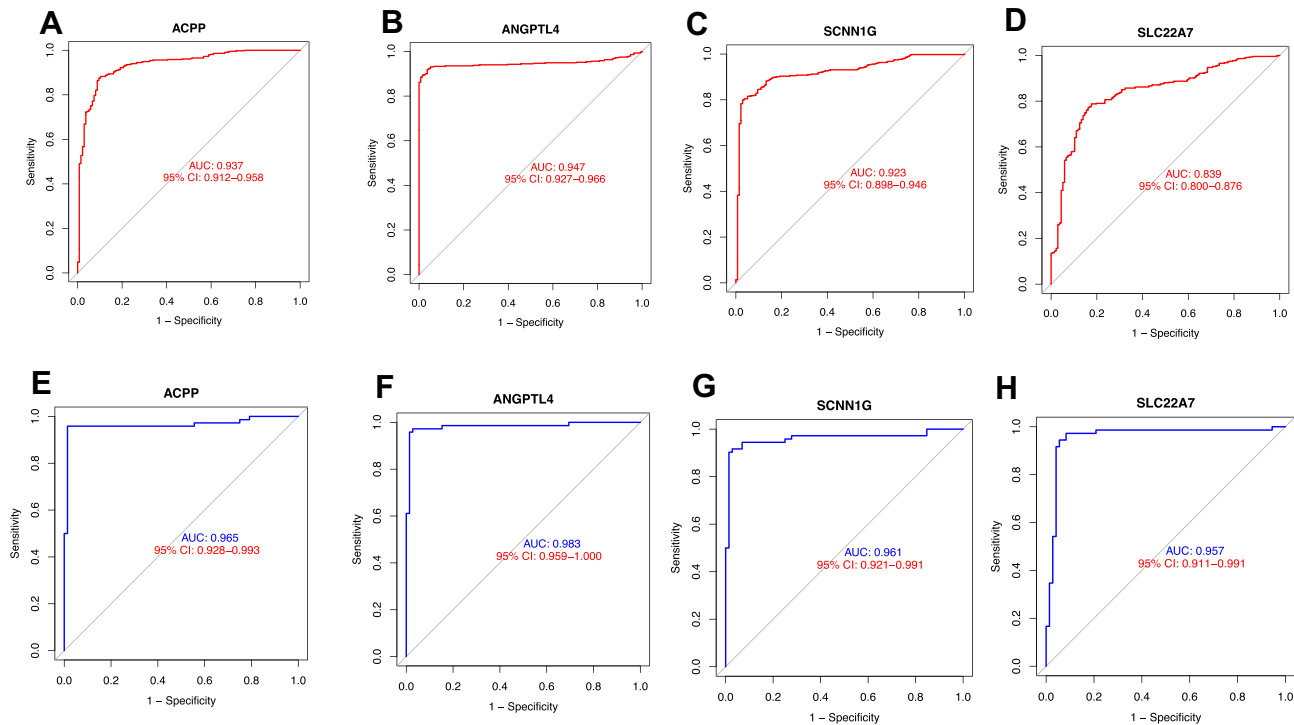 A
ACPP
Sensitivity
0.0 0.2 0.4 0.6 0.8 1.0
AUC: 0.937
95% CI: 0.912–0.958
0.0 0.2 0.4 0.6 0.8 1.0
1 – Specificity
B
ANGPTL4
Sensitivity
0.0 0.2 0.4 0.6 0.8 1.0
AUC: 0.947
95% CI: 0.927–0.966
0.0 0.2 0.4 0.6 0.8 1.0
1 – Specificity
C
SCNN1G
Sensitivity
0.0 0.2 0.4 0.6 0.8 1.0
AUC: 0.923
95% CI: 0.898–0.946
0.0 0.2 0.4 0.6 0.8 1.0
1 – Specificity
D
SLC22A7
Sensitivity
0.0 0.2 0.4 0.6 0.8 1.0
AUC: 0.839
95% CI: 0.800–0.876
0.0 0.2 0.4 0.6 0.8 1.0
1 – Specificity
E
ACPP
Sensitivity
0.0 0.2 0.4 0.6 0.8 1.0
AUC: 0.965
95% CI: 0.928–0.993
0.0 0.2 0.4 0.6 0.8 1.0
1 – Specificity
F
ANGPTL4
Sensitivity
0.0 0.2 0.4 0.6 0.8 1.0
AUC: 0.983
95% CI: 0.959–1.000
0.0 0.2 0.4 0.6 0.8 1.0
1 – Specificity
G
SCNN1G
Sensitivity
0.0 0.2 0.4 0.6 0.8 1.0
AUC: 0.961
95% CI: 0.921–0.991
0.0 0.2 0.4 0.6 0.8 1.0
1 – Specificity
H
SLC22A7
Sensitivity
0.0 0.2 0.4 0.6 0.8 1.0
AUC: 0.957
95% CI: 0.911–0.991
0.0 0.2 0.4 0.6 0.8 1.0
1 – Specificity